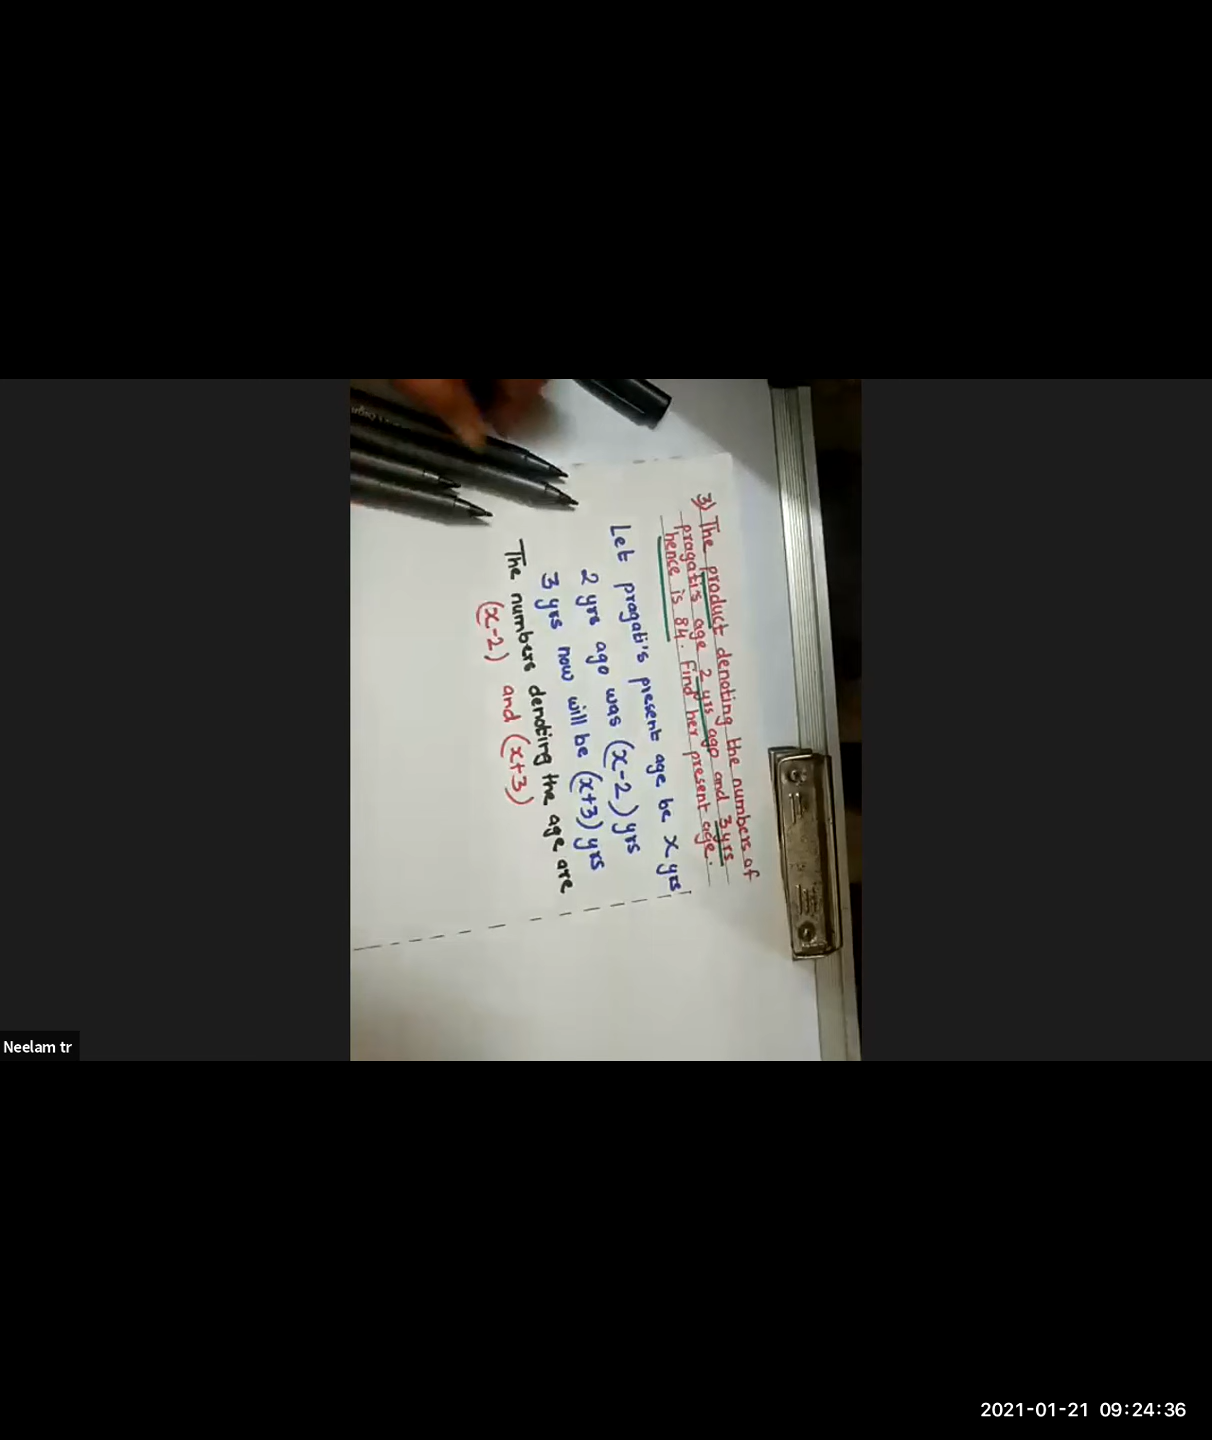 3) The product denoting the numbers of
pragati's age 2 yrs ago and 3 yrs
hence is 84. Find her present age.
Let pragati's present age be x yrs
2 yrs ago was (x-2) yrs
3 yrs now will be (x+3) yrs
The numbers denoting the age are
(x-2) and (x+3)
Neelam tr
2021-01-21 09:24:36